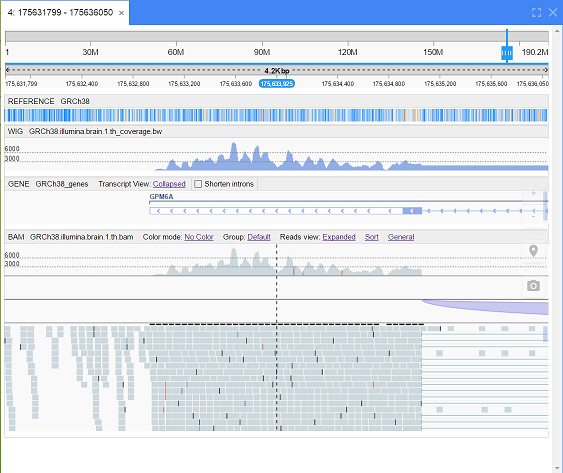 4: 175631799 - 175636050 ×
1 30M 60M 90M 120M 150M 190.2M
4.2Kbp
175,631,799 175,632,400 175,632,800 175,633,200 175,633,600 175,633,925 175,634,400 175,634,800 175,635,200 175,635,600 175,636,050
REFERENCE GRCh38
WIG GRCh38.illumina.brain.1.th_coverage.bw
6000
3000
GENE GRCh38_genes Transcript View: Collapsed Shorten introns
GPM6A
BAM GRCh38.illumina.brain.1.th.bam Color mode: No Color Group: Default Reads view: Expanded Sort General
6000
3000